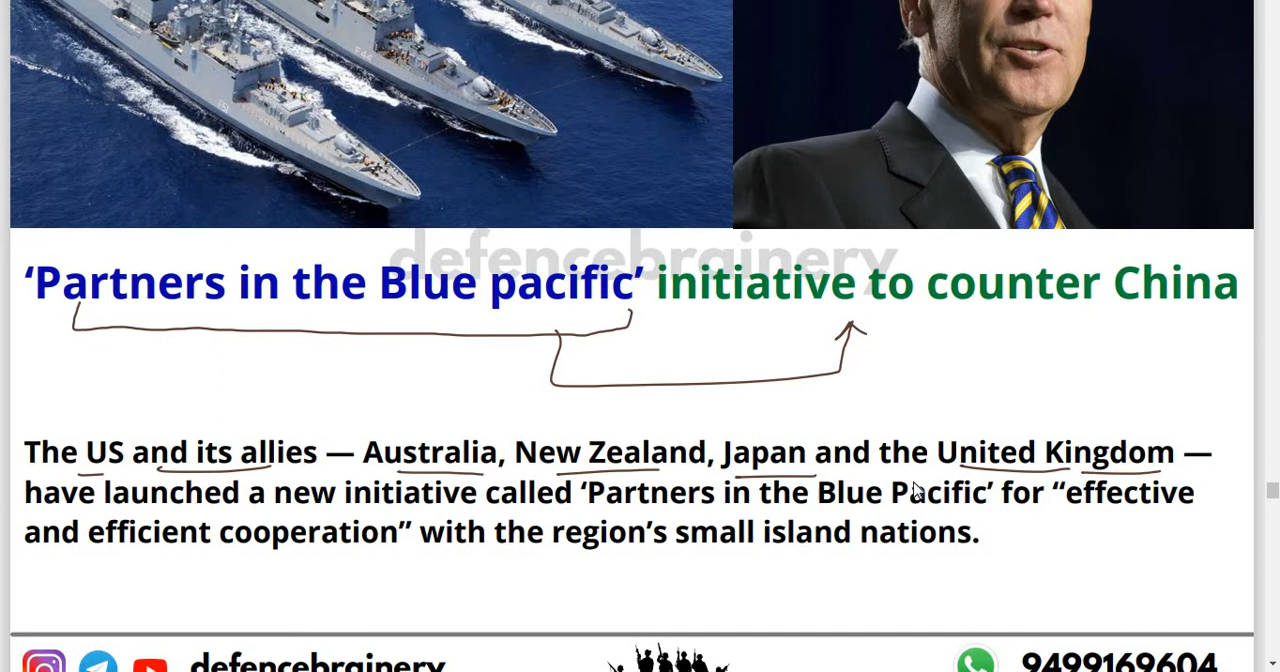 defencebrainery
‘Partners in the Blue pacific’ initiative to counter China
The US and its allies — Australia, New Zealand, Japan and the United Kingdom —
have launched a new initiative called ‘Partners in the Blue Pacific’ for “effective
and efficient cooperation” with the region’s small island nations.
defencebrainery
9499169604